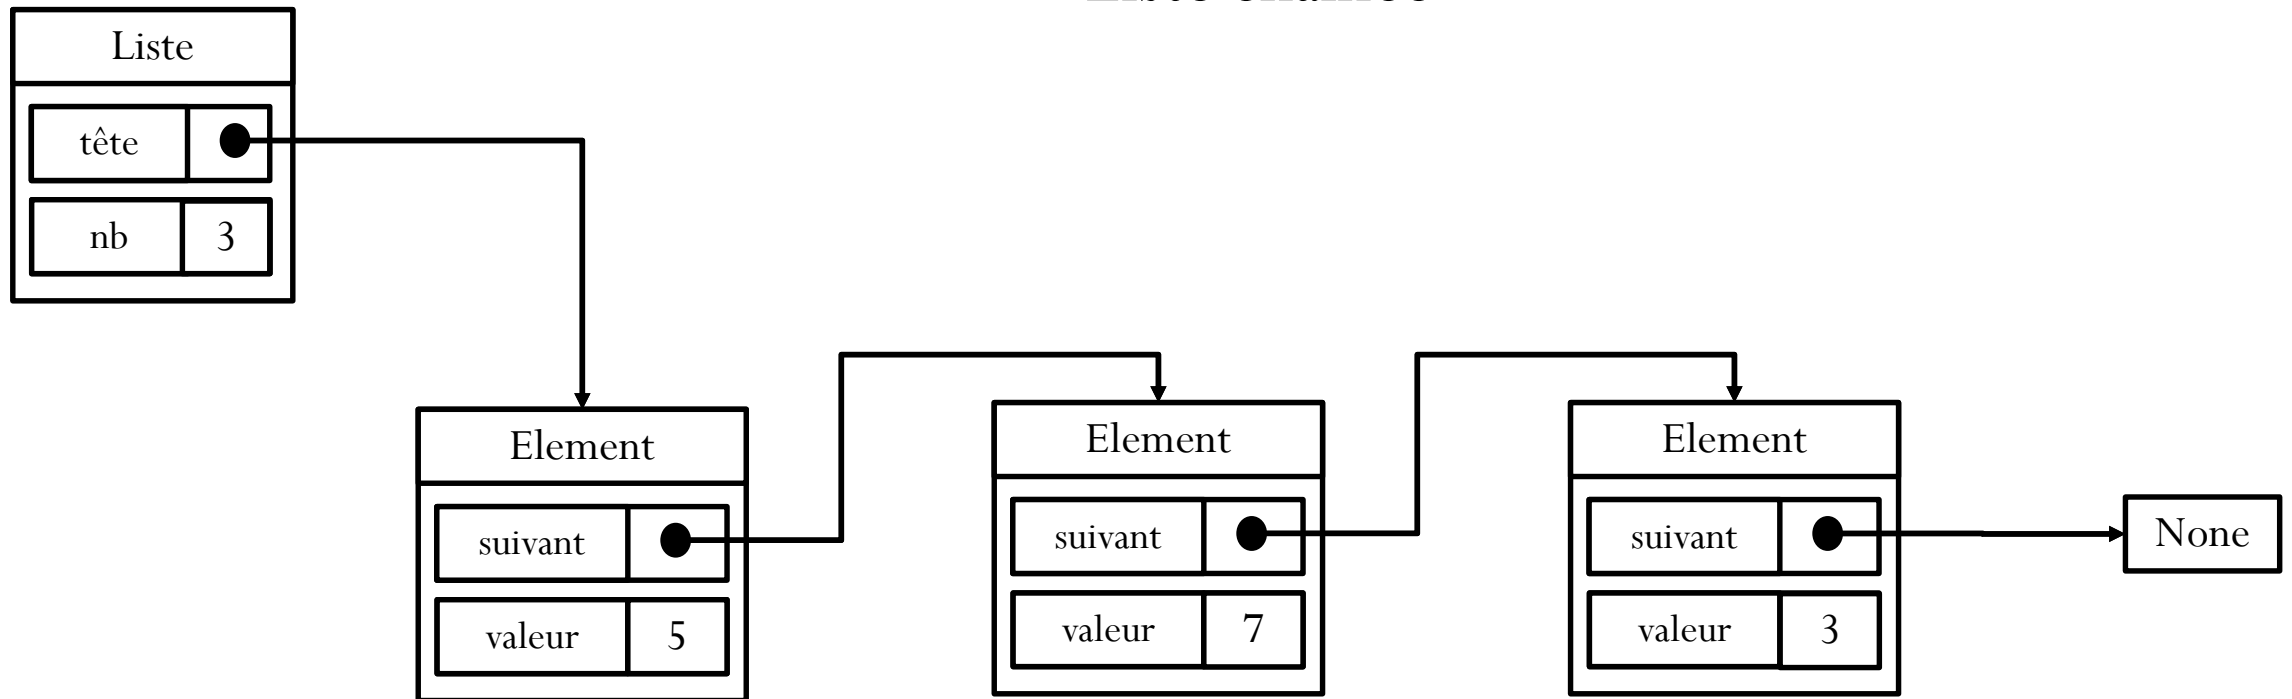 Liste
tête
nb 3
Element
suivant
valeur 5
Element
suivant
valeur 7
Element
suivant
valeur 3
None